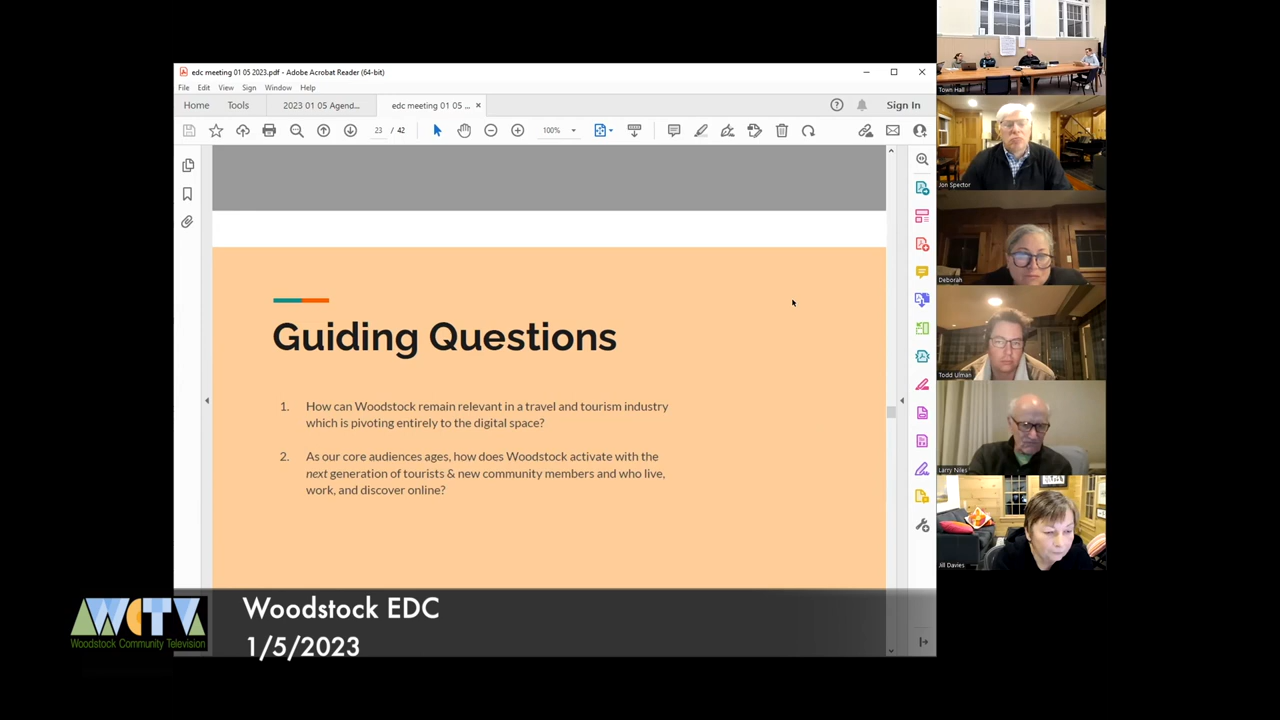 edc meeting 01 05 2023.pdf - Adobe Acrobat Reader (64-bit)
File Edit View Sign Window Help
Home Tools 2023 01 05 Agend... edc meeting 01 05 ... × Sign In
23 / 42 100%
Guiding Questions
1. How can Woodstock remain relevant in a travel and tourism industry
which is pivoting entirely to the digital space?
2. As our core audiences ages, how does Woodstock activate with the
next generation of tourists & new community members and who live,
work, and discover online?
Town Hall
Jon Spector
Deborah
Todd Ulman
Larry Niles
Jill Davies
WCTV
Woodstock Community Television
Woodstock EDC
1/5/2023